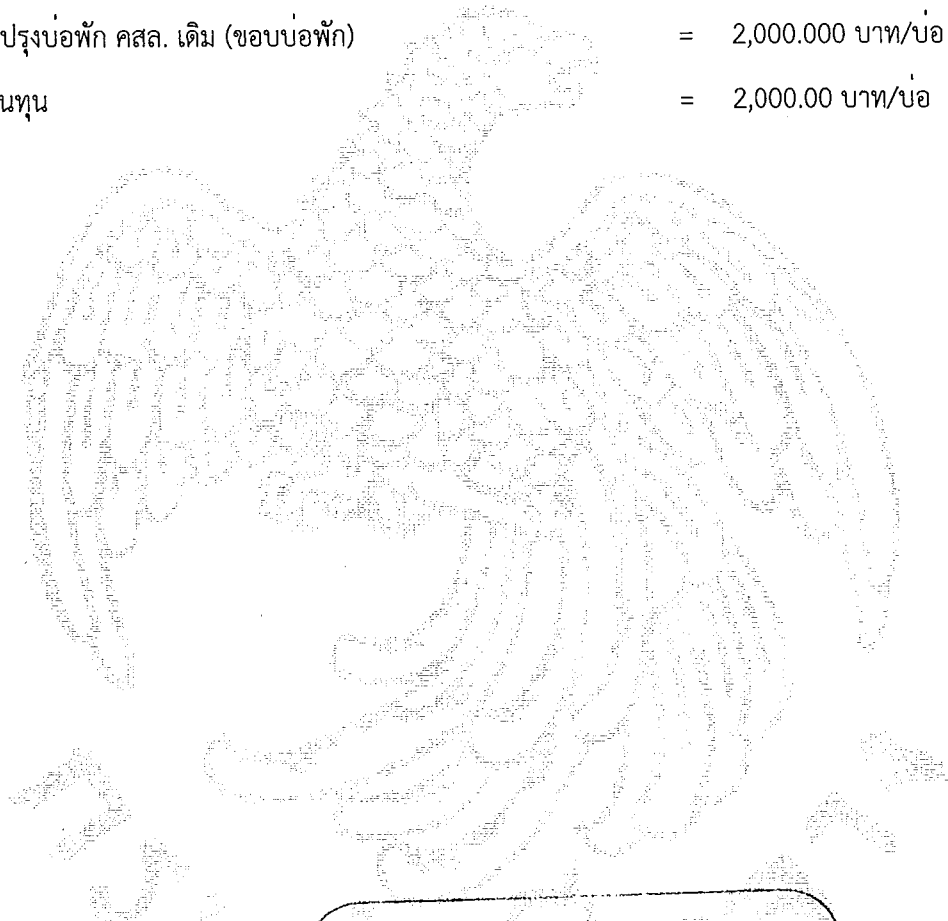 ปรุงบ่อพัก คสล. เดิม (ขอบบ่อพัก) = 2,000.000 บาท/บ่อ
นทุน = 2,000.00 บาท/บ่อ